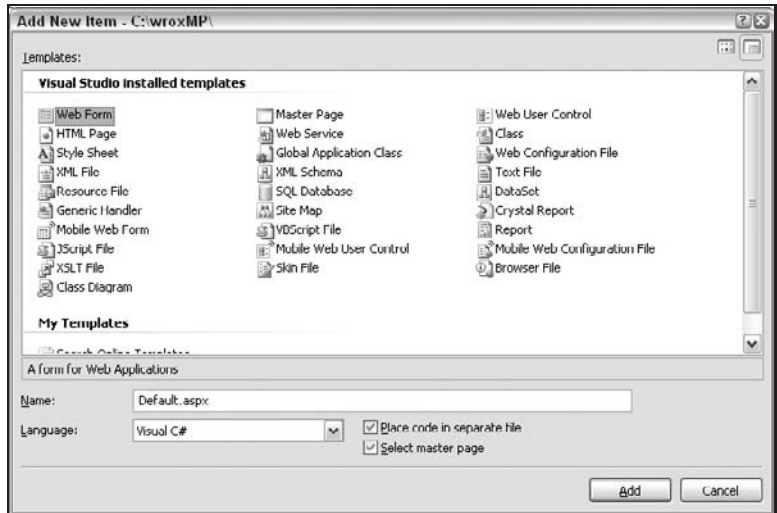 Add New Item - C:\wroxMP\
Templates:
Visual Studio installed templates
Web Form
Master Page
Web User Control
HTML Page
Web Service
Class
Style Sheet
Global Application Class
Web Configuration File
XML File
XML Schema
Text File
Resource File
SQL Database
DataSet
Generic Handler
Site Map
Crystal Report
Mobile Web Form
VBScript File
Report
JScript File
Mobile Web User Control
Mobile Web Configuration File
XSLT File
Skin File
Browser File
Class Diagram
My Templates
Search Online Templates
A form for Web Applications
Name:
Default.aspx
Language:
Visual C#
Place code in separate file
Select master page
Add
Cancel